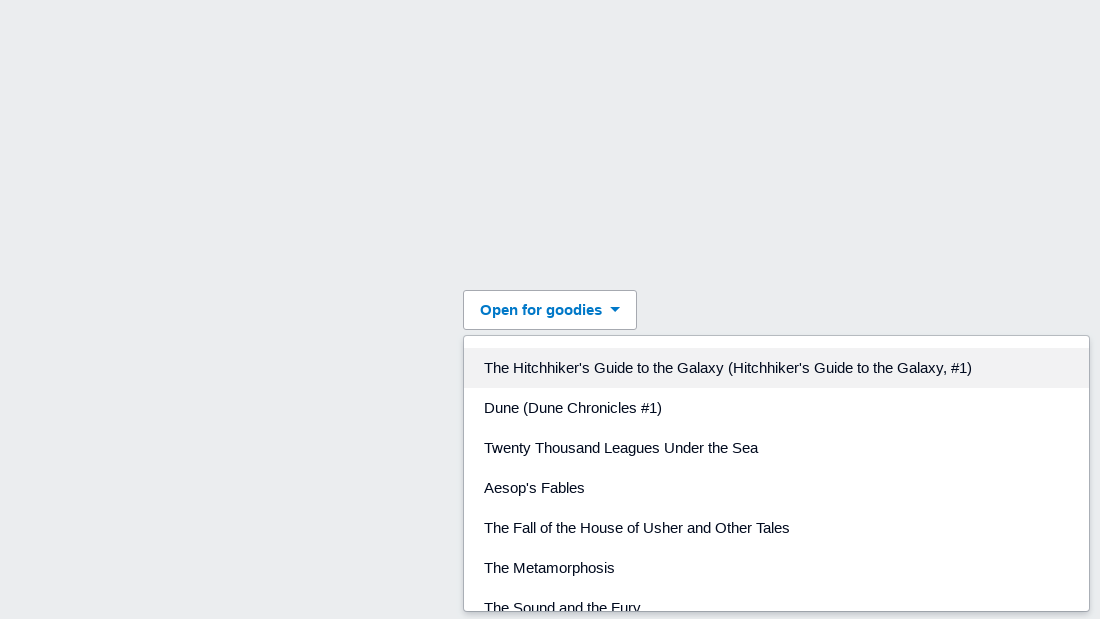 Open for goodies
The Hitchhiker's Guide to the Galaxy (Hitchhiker's Guide to the Galaxy, #1)
Dune (Dune Chronicles #1)
Twenty Thousand Leagues Under the Sea
Aesop's Fables
The Fall of the House of Usher and Other Tales
The Metamorphosis
The Sound and the Fury